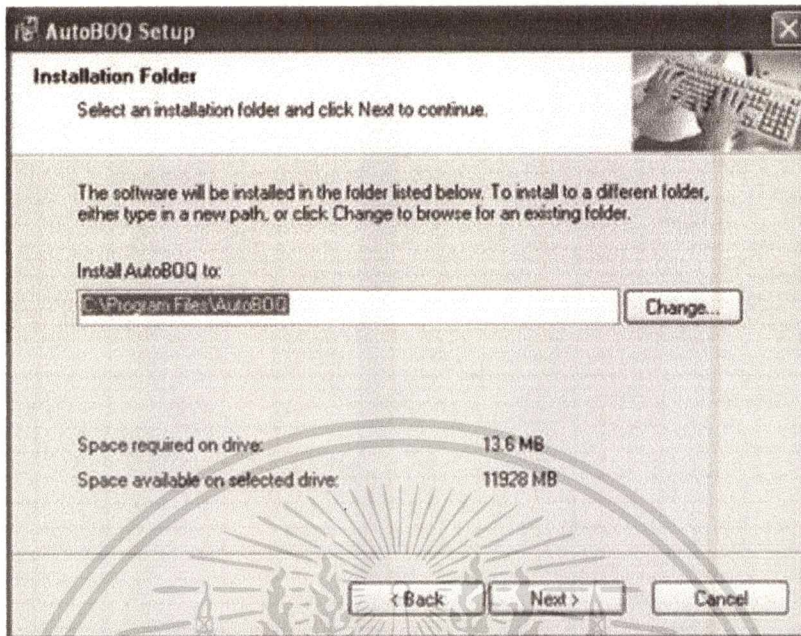 AutoBOQ Setup
Installation Folder
Select an installation folder and click Next to continue.
The software will be installed in the folder listed below. To install to a different folder,
either type in a new path, or click Change to browse for an existing folder.
Install AutoBOQ to:
C:\Program Files\AutoBOQ
Change...
Space required on drive: 13.6 MB
Space available on selected drive: 11928 MB
< Back Next > Cancel